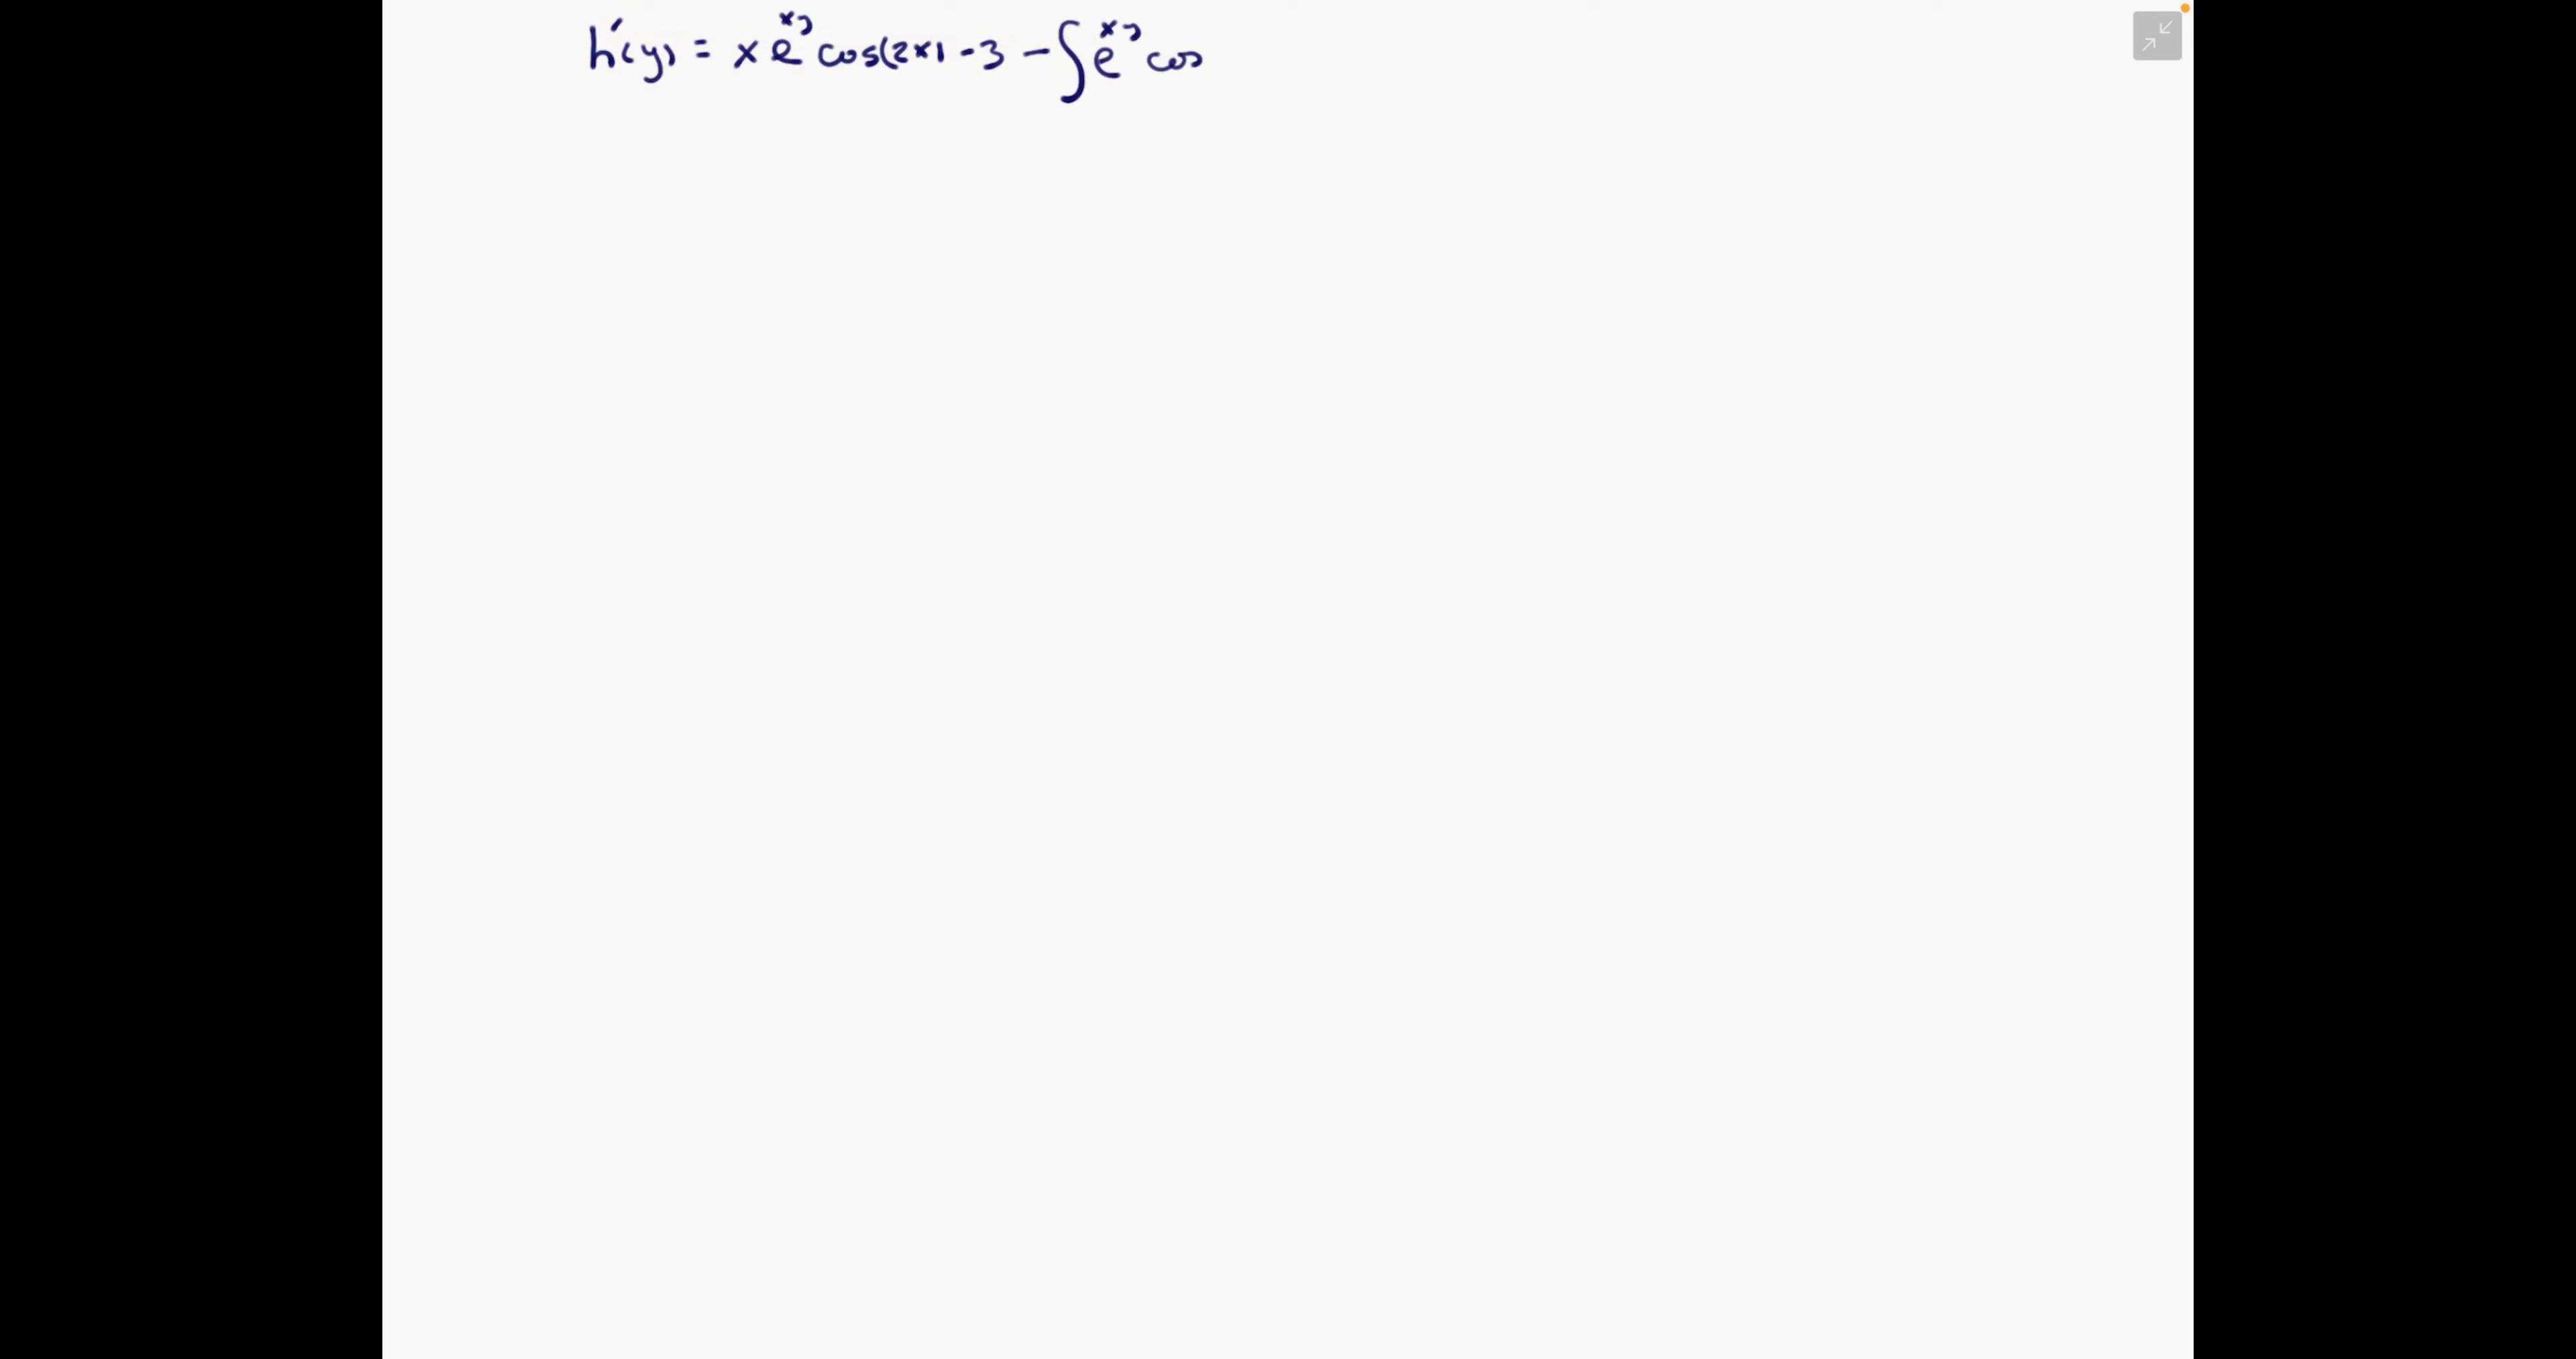 h'(y) = x e^{xy} cos(2x) - 3 - ∫ e^{xy} cos